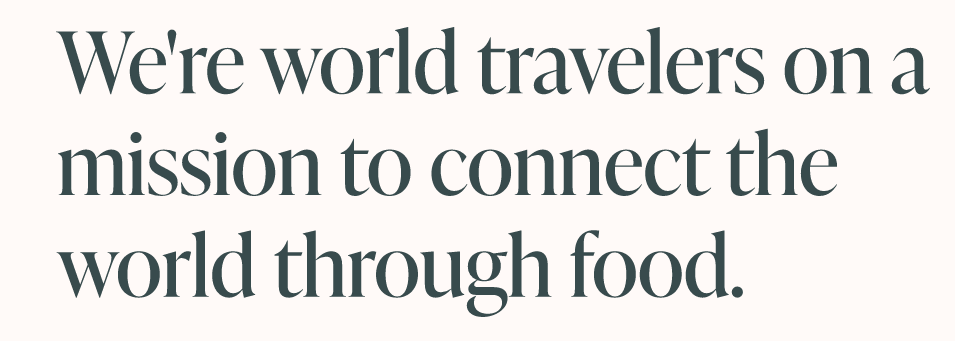 We're world travelers on a
mission to connect the
world through food.